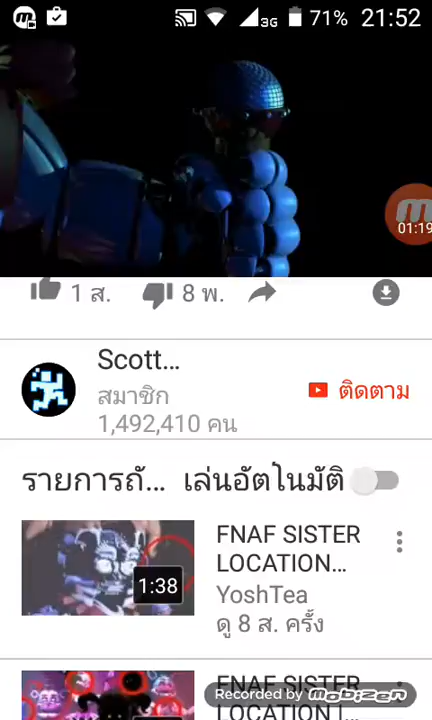 3G 71% 21:52
01:19
1 ส. 8 พ.
Scott...
สมาชิก
1,492,410 คน
ติดตาม
รายการถั... เล่นอัตโนมัติ
FNAF SISTER
LOCATION...
1:38
YoshTea
ดู 8 ส. ครั้ง
FNAF SISTER
Recorded by mobizen
LOCATION